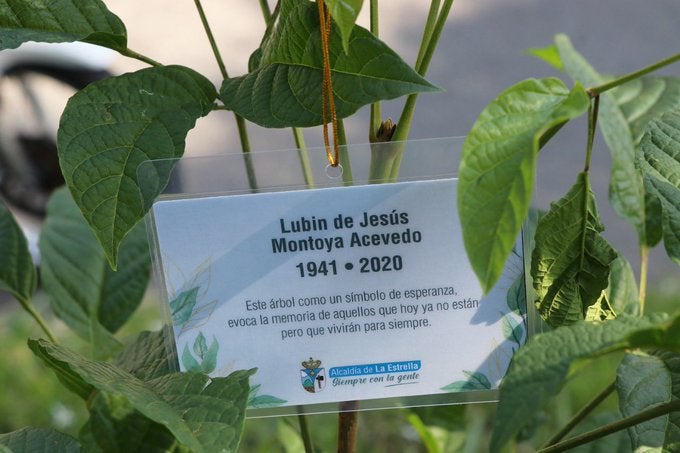 Lubin de Jesús
Montoya Acevedo
1941 • 2020
Este árbol como un símbolo de esperanza,
evoca la memoria de aquellos que hoy ya no están
pero que vivirán para siempre.
Alcaldía de La Estrella
Siempre con la gente